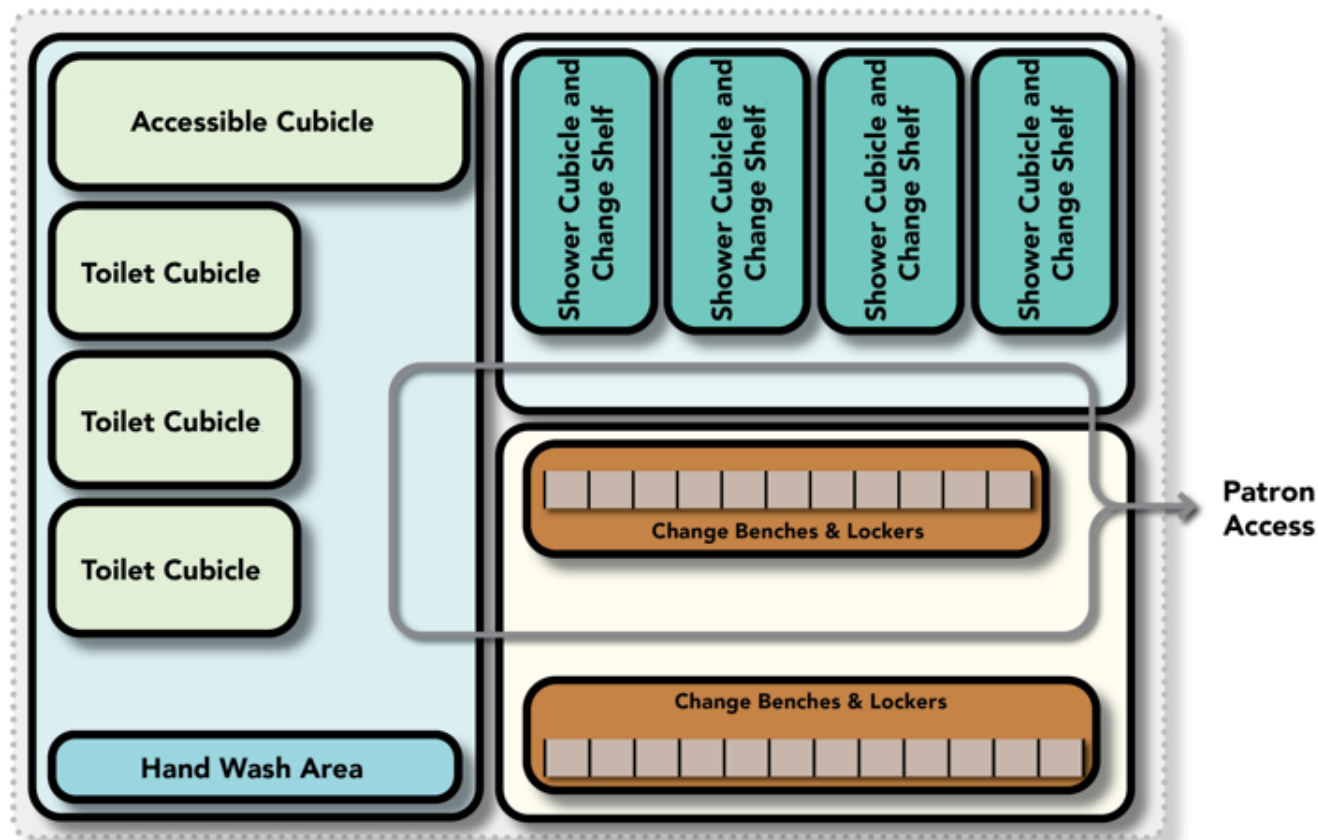 Accessible Cubicle
Toilet Cubicle
Toilet Cubicle
Toilet Cubicle
Hand Wash Area
Shower Cubicle and
Change Shelf
Shower Cubicle and
Change Shelf
Shower Cubicle and
Change Shelf
Shower Cubicle and
Change Shelf
Change Benches & Lockers
Change Benches & Lockers
Patron
Access